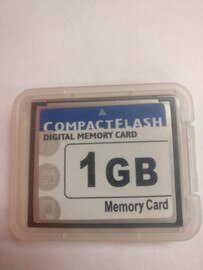 COMPACTFLASH
DIGITAL MEMORY CARD
1GB
Memory Card